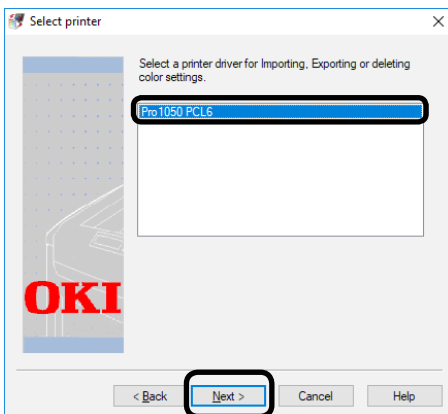 Select printer
Select a printer driver for Importing, Exporting or deleting
color settings.
Pro1050 PCL6
OKI
< Back
Next >
Cancel
Help